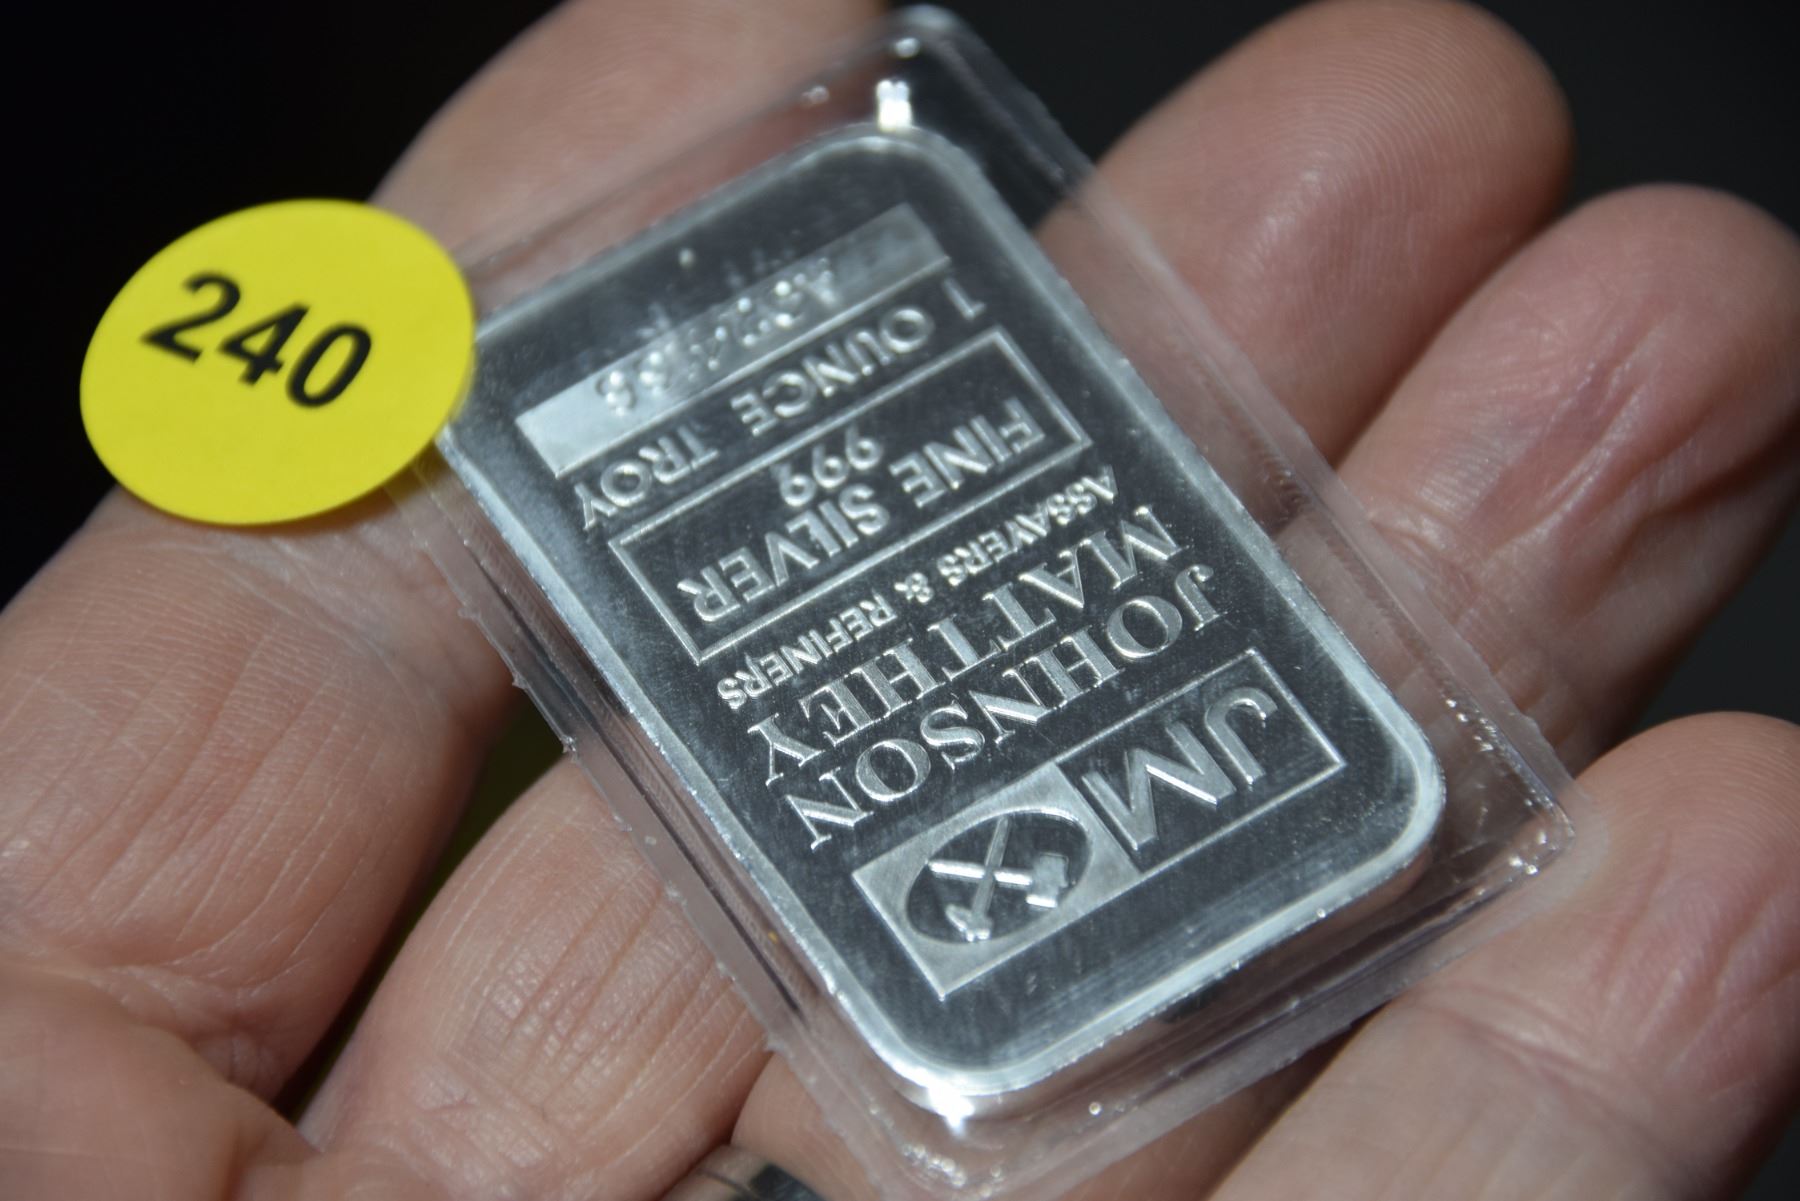 240
JM
JOHNSON
MATTHEY
ASSAYERS & REFINERS
FINE SILVER
999
1 OUNCE TROY